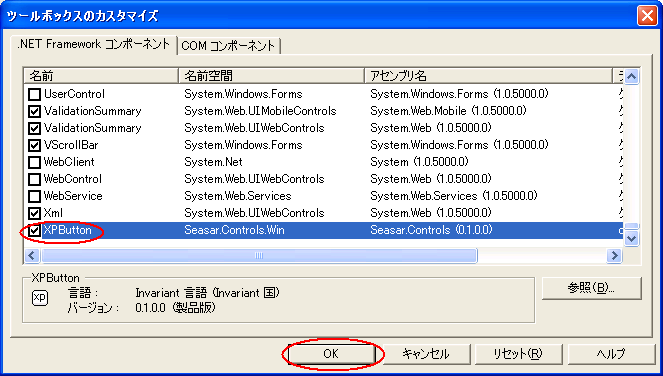 ツールボックスのカスタマイズ
.NET Framework コンポーネント COM コンポーネント
名前 名前空間 アセンブリ名
UserControl System.Windows.Forms System.Windows.Forms (1.0.5000.0)
ValidationSummary System.Web.UIMobileControls System.Web.Mobile (1.0.5000.0)
ValidationSummary System.Web.UIWebControls System.Web (1.0.5000.0)
VScrollBar System.Windows.Forms System.Windows.Forms (1.0.5000.0)
WebClient System.Net System (1.0.5000.0)
WebControl System.Web.UIWebControls System.Web (1.0.5000.0)
WebService System.Web.Services System.Web.Services (1.0.5000.0)
Xml System.Web.UIWebControls System.Web (1.0.5000.0)
XPButton Seasar.Controls.Win Seasar.Controls (0.1.0.0)
XPButton
xp
言語 : Invariant 言語 (Invariant 国)
バージョン : 0.1.0.0 (製品版)
参照(B)...
OK キャンセル リセット(R) ヘルプ